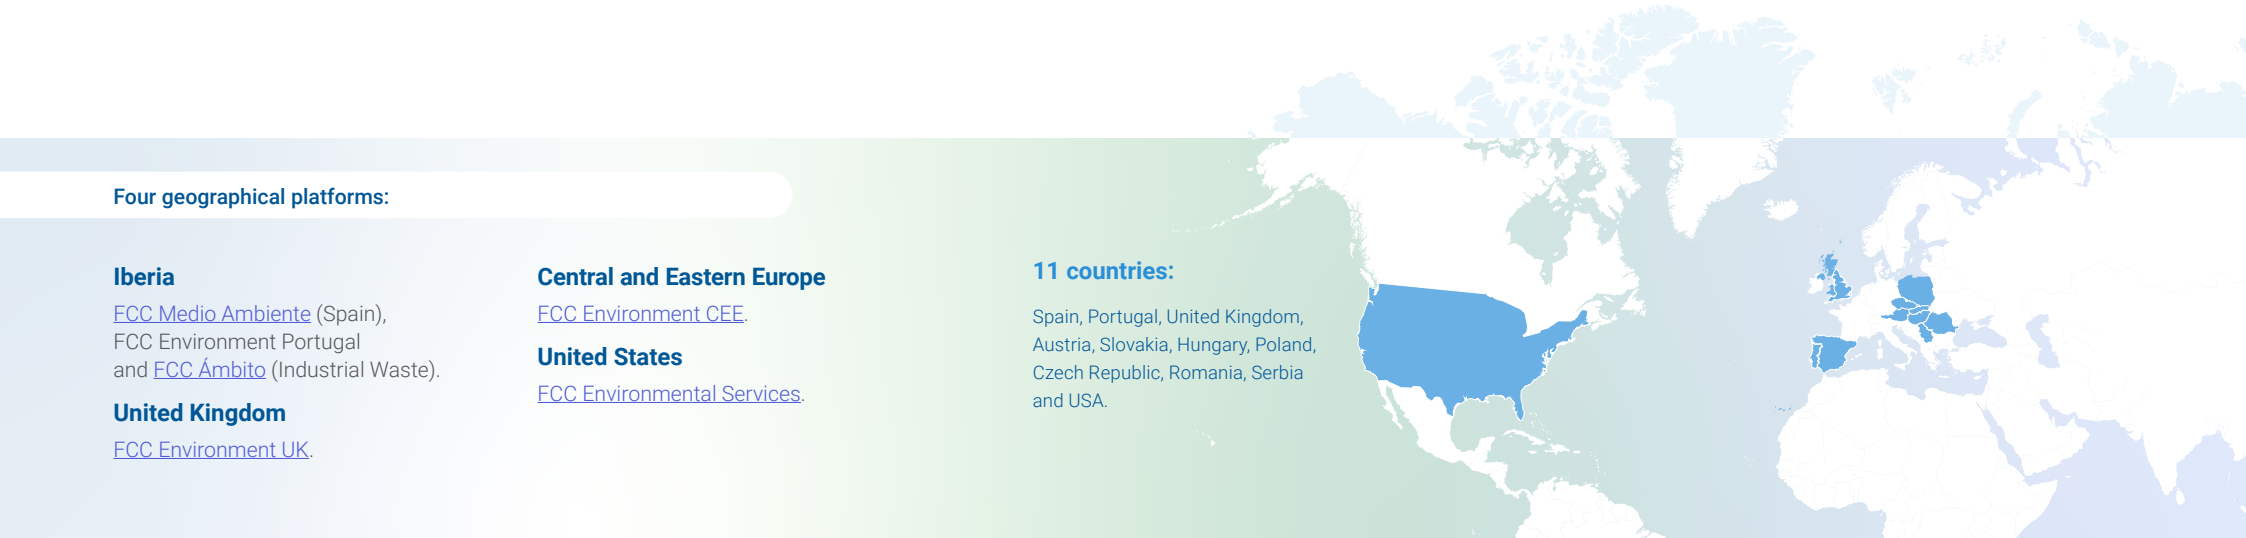 Four geographical platforms:
Iberia
FCC Medio Ambiente (Spain),
FCC Environment Portugal
and FCC Ámbito (Industrial Waste).
United Kingdom
FCC Environment UK.
Central and Eastern Europe
FCC Environment CEE.
United States
FCC Environmental Services.
11 countries:
Spain, Portugal, United Kingdom,
Austria, Slovakia, Hungary, Poland,
Czech Republic, Romania, Serbia
and USA.